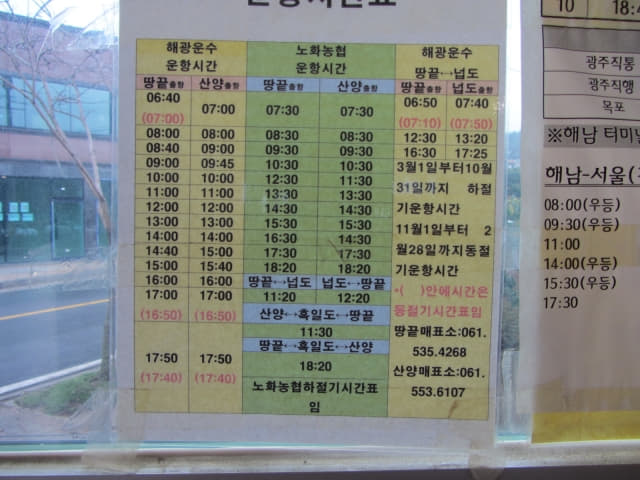 운항시간표
해광운수 노화농협 해광운수
운항시간 운항시간 땅끝↔넙도
땅끝출항 산양출항 땅끝출항 산양출항 땅끝출항 넙도출항
06:40 07:00 07:30 07:30 06:50 07:40
(07:00) (07:10) (07:50)
08:00 08:00 08:30 08:30 12:30 13:20
08:40 09:00 09:30 09:30 16:30 17:25
09:00 09:45 10:30 10:30 3월1일부터10월
10:00 10:00 12:30 11:30 31일까지 하절
11:00 11:00 13:30 13:30
12:00 12:00 14:30 14:30 기운항시간
13:00 13:00 15:30 15:30 11월1일부터 2
14:00 14:00 16:30 14:30 월28일까지동절
14:40 15:00 17:30 17:30
15:00 15:40 18:20 18:20 기운항시간
16:00 16:00 땅끝↔넙도 넙도↔땅끝 *( )안에시간은
17:00 17:00 11:20 12:20
(16:50) (16:50) 산양↔흑일도↔땅끝 동절기시간표임
11:30 땅끝매표소:061.
17:50 17:50 땅끝↔흑일도↔산양 535.4268
18:20 산양매표소:061.
(17:40) (17:40) 노화농협하절기시간표 553.6107
임
10 18:4
광주직통
광주직행
목포
※해남 터미널
해남-서울(
08:00(우등)
09:30(우등)
11:00
14:00(우등)
15:30(우등)
17:30